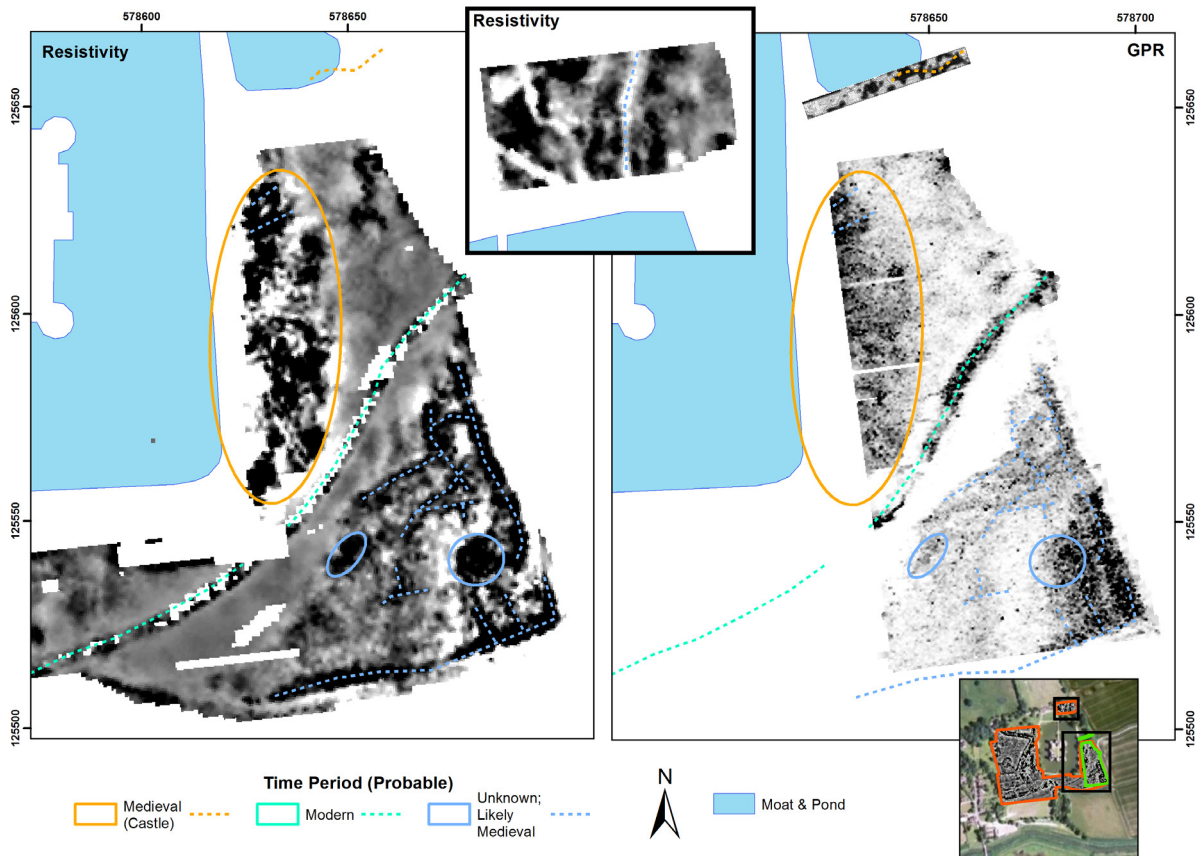 578600
578650
578650
578700
Resistivity
Resistivity
GPR
125650
125600
125550
125500
125650
125600
125550
125500
Time Period (Probable)
Medieval
(Castle)
Modern
Unknown;
Likely
Medieval
N
Moat & Pond